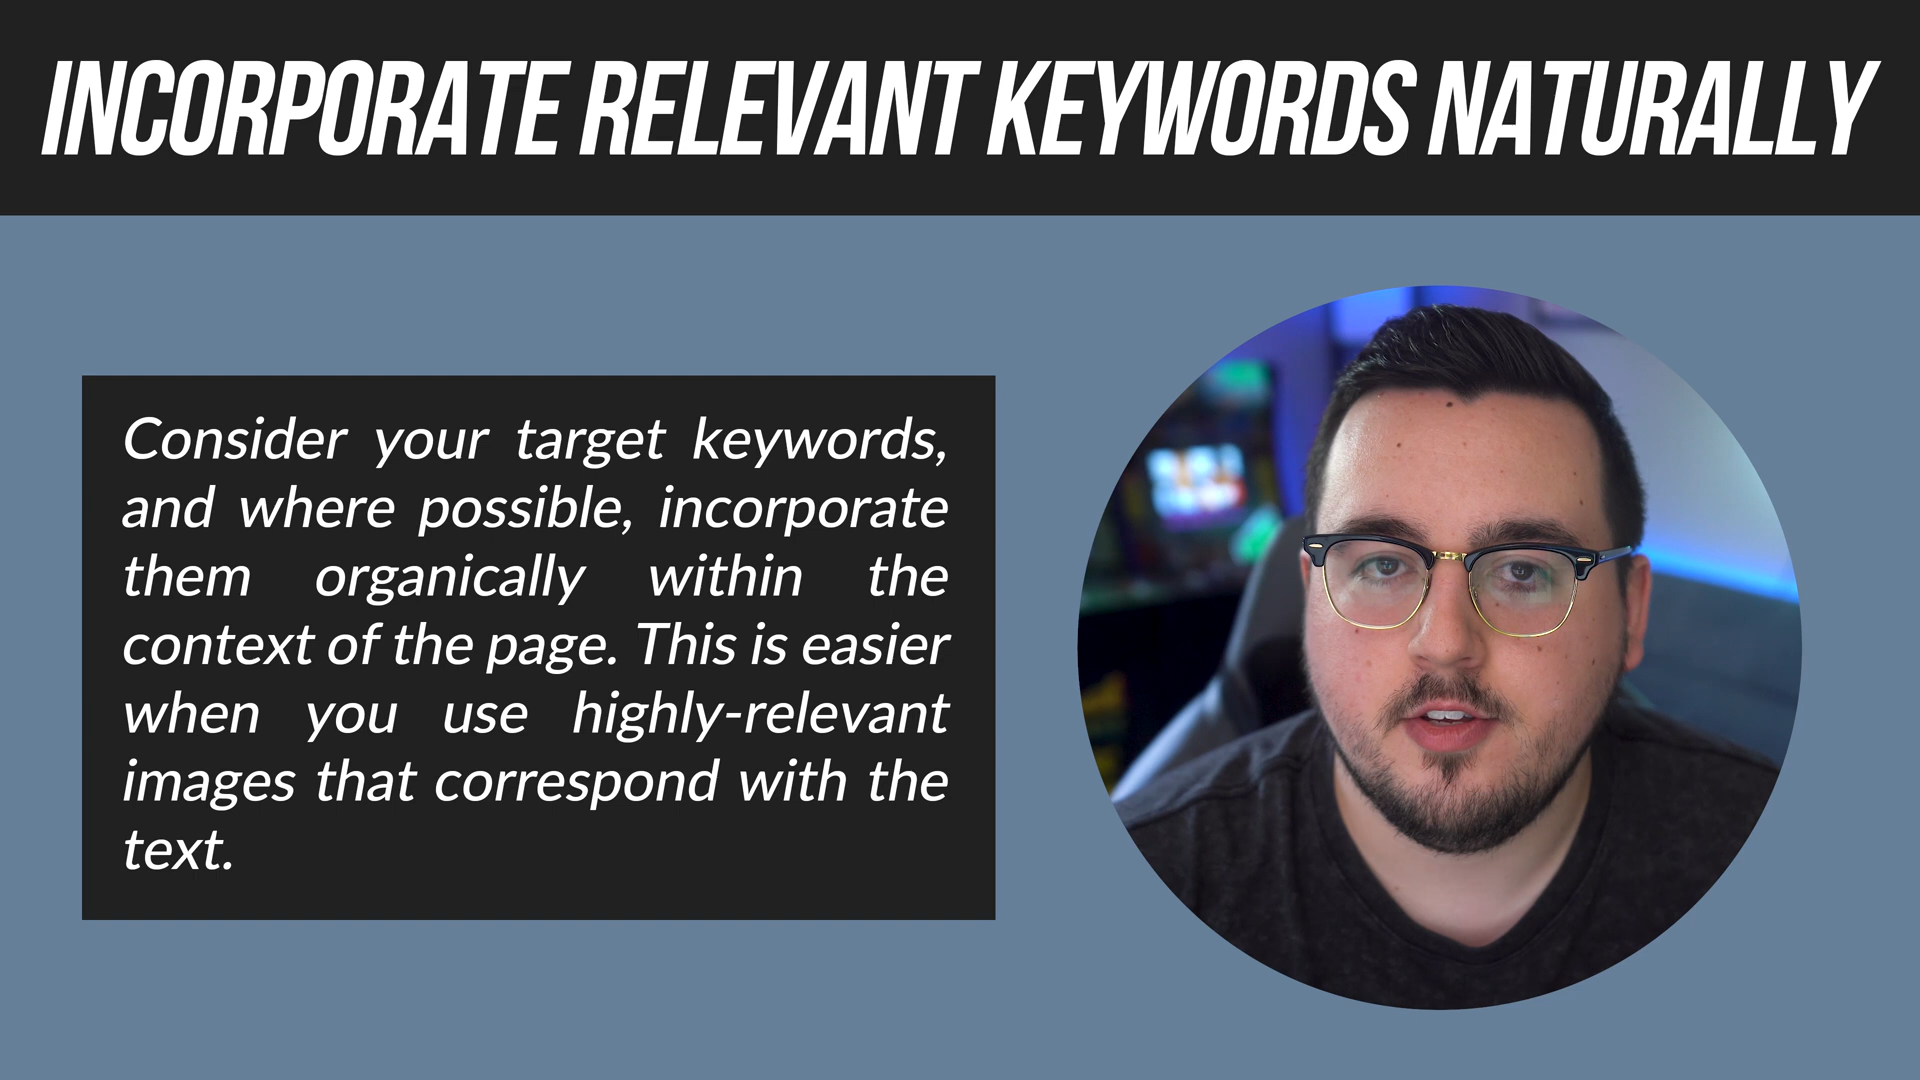 INCORPORATE RELEVANT KEYWORDS NATURALLY
Consider your target keywords,
and where possible, incorporate
them organically within the
context of the page. This is easier
when you use highly-relevant
images that correspond with the
text.